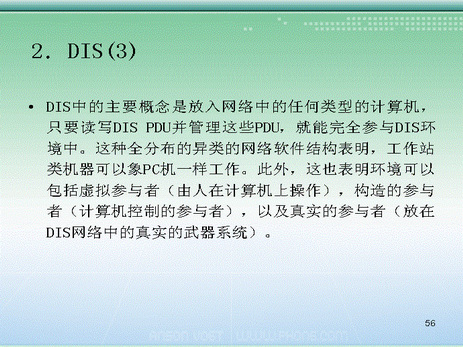 2. DIS(3)
• DIS中的主要概念是放入网络中的任何类型的计算机，
只要读写DIS PDU并管理这些PDU，就能完全参与DIS环
境中。这种全分布的异类的网络软件结构表明，工作站
类机器可以象PC机一样工作。此外，这也表明环境可以
包括虚拟参与者（由人在计算机上操作），构造的参与
者（计算机控制的参与者），以及真实的参与者（放在
DIS网络中的真实的武器系统）。
56